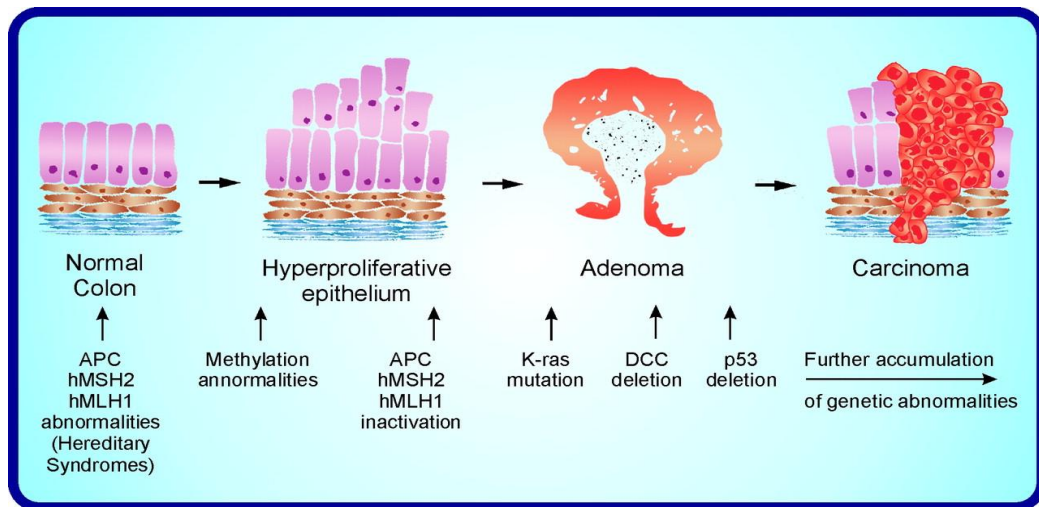 Normal
Colon
Hyperproliferative
epithelium
Adenoma
Carcinoma
APC
hMSH2
hMLH1
abnormalities
(Hereditary
Syndromes)
Methylation
annormalities
APC
hMSH2
hMLH1
inactivation
K-ras
mutation
DCC
deletion
p53
deletion
Further accumulation
of genetic abnormalities